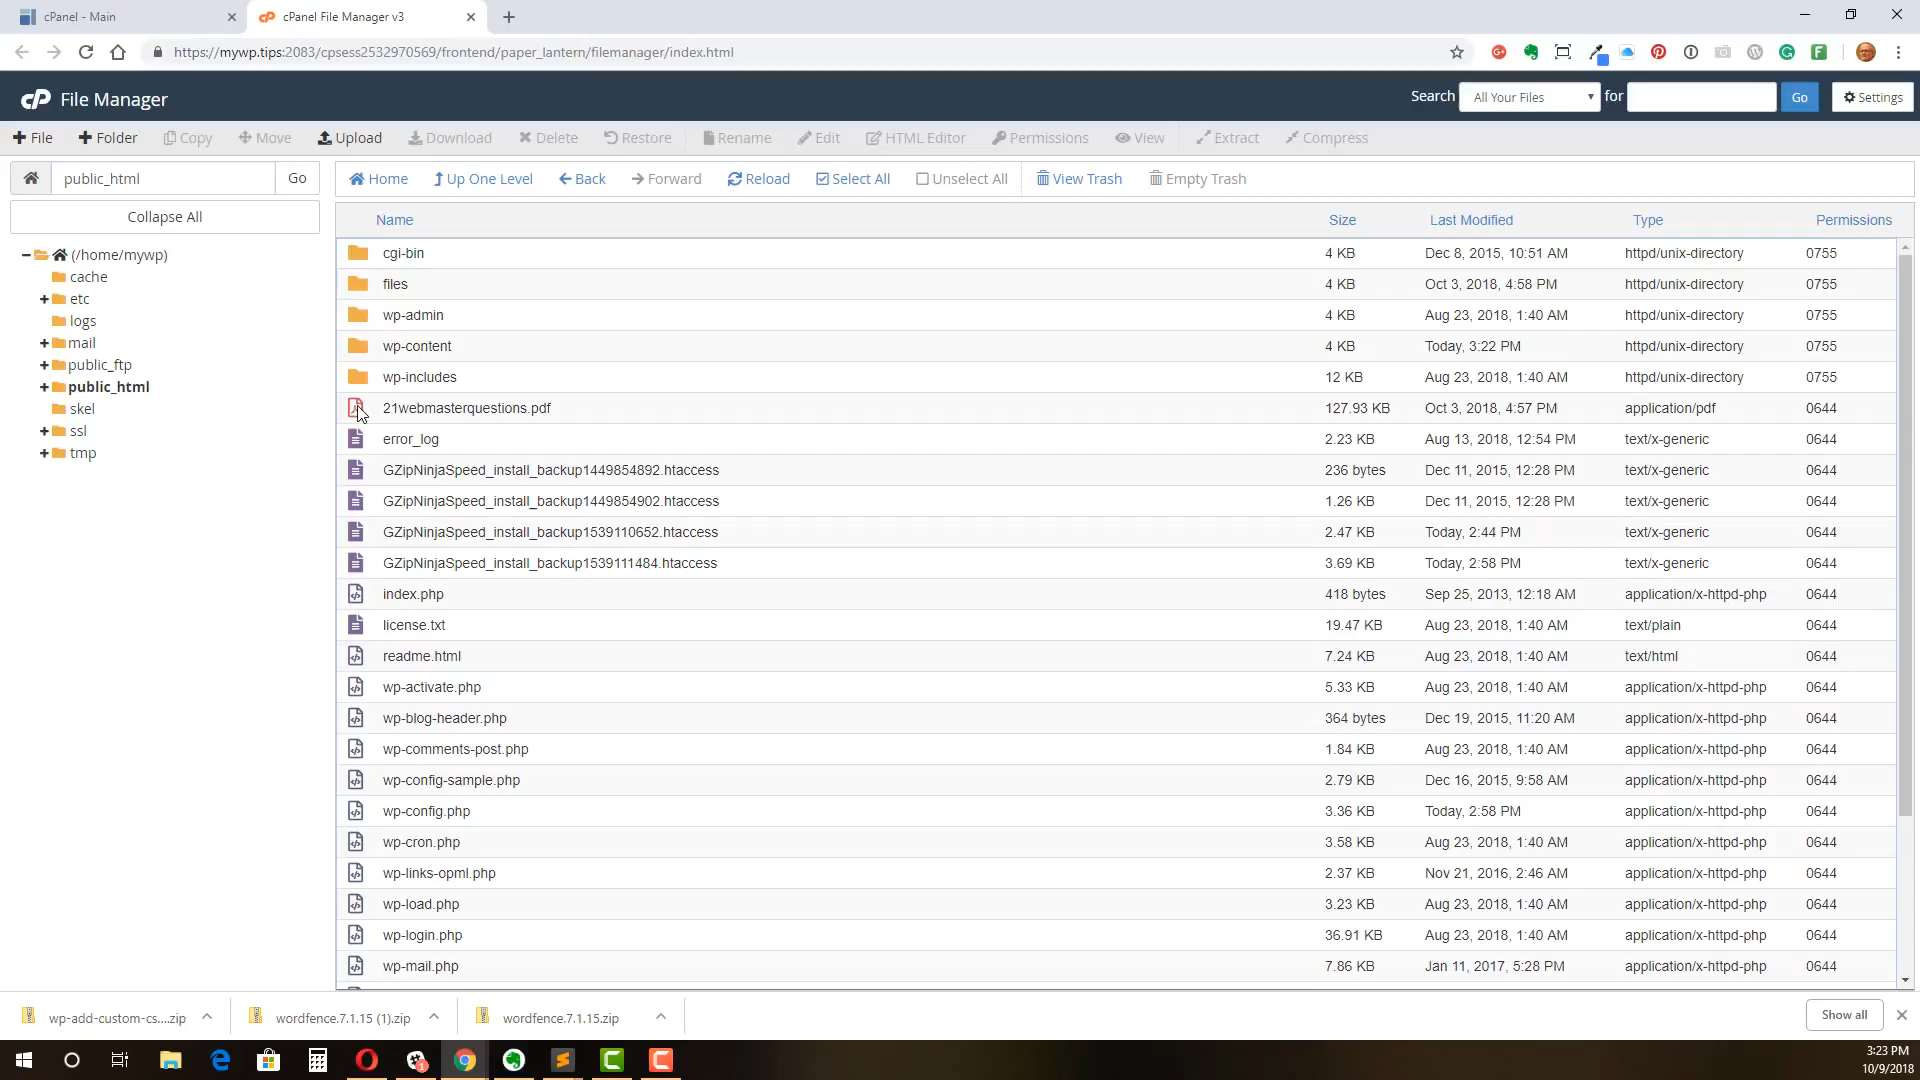 cPanel - Main
cPanel File Manager v3
https://mywp.tips:2083/cpsess2532970569/frontend/paper_lantern/filemanager/index.html
cP File Manager
Search All Your Files for Go Settings
File Folder Copy Move Upload Download Delete Restore Rename Edit HTML Editor Permissions View Extract Compress
public_html Go
Home Up One Level Back Forward Reload Select All Unselect All View Trash Empty Trash
Collapse All
(/home/mywp)
cache
etc
logs
mail
public_ftp
public_html
skel
ssl
tmp
Name Size Last Modified Type Permissions
cgi-bin 4 KB Dec 8, 2015, 10:51 AM httpd/unix-directory 0755
files 4 KB Oct 3, 2018, 4:58 PM httpd/unix-directory 0755
wp-admin 4 KB Aug 23, 2018, 1:40 AM httpd/unix-directory 0755
wp-content 4 KB Today, 3:22 PM httpd/unix-directory 0755
wp-includes 12 KB Aug 23, 2018, 1:40 AM httpd/unix-directory 0755
21webmasterquestions.pdf 127.93 KB Oct 3, 2018, 4:57 PM application/pdf 0644
error_log 2.23 KB Aug 13, 2018, 12:54 PM text/x-generic 0644
GZipNinjaSpeed_install_backup1449854892.htaccess 236 bytes Dec 11, 2015, 12:28 PM text/x-generic 0644
GZipNinjaSpeed_install_backup1449854902.htaccess 1.26 KB Dec 11, 2015, 12:28 PM text/x-generic 0644
GZipNinjaSpeed_install_backup1539110652.htaccess 2.47 KB Today, 2:44 PM text/x-generic 0644
GZipNinjaSpeed_install_backup1539111484.htaccess 3.69 KB Today, 2:58 PM text/x-generic 0644
index.php 418 bytes Sep 25, 2013, 12:18 AM application/x-httpd-php 0644
license.txt 19.47 KB Aug 23, 2018, 1:40 AM text/plain 0644
readme.html 7.24 KB Aug 23, 2018, 1:40 AM text/html 0644
wp-activate.php 5.33 KB Aug 23, 2018, 1:40 AM application/x-httpd-php 0644
wp-blog-header.php 364 bytes Dec 19, 2015, 11:20 AM application/x-httpd-php 0644
wp-comments-post.php 1.84 KB Aug 23, 2018, 1:40 AM application/x-httpd-php 0644
wp-config-sample.php 2.79 KB Dec 16, 2015, 9:58 AM application/x-httpd-php 0644
wp-config.php 3.36 KB Today, 2:58 PM application/x-httpd-php 0644
wp-cron.php 3.58 KB Aug 23, 2018, 1:40 AM application/x-httpd-php 0644
wp-links-opml.php 2.37 KB Nov 21, 2016, 2:46 AM application/x-httpd-php 0644
wp-load.php 3.23 KB Aug 23, 2018, 1:40 AM application/x-httpd-php 0644
wp-login.php 36.91 KB Aug 23, 2018, 1:40 AM application/x-httpd-php 0644
wp-mail.php 7.86 KB Jan 11, 2017, 5:28 PM application/x-httpd-php 0644
wp-add-custom-cs....zip wordfence.7.1.15 (1).zip wordfence.7.1.15.zip Show all
3:23 PM
10/9/2018